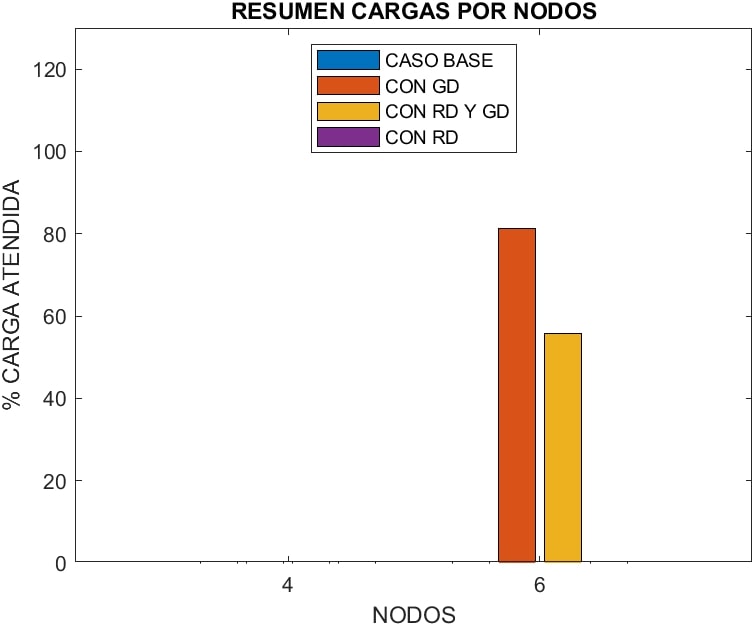 RESUMEN CARGAS POR NODOS
CASO BASE
CON GD
CON RD Y GD
CON RD
% CARGA ATENDIDA
120
100
80
60
40
20
0
4
6
NODOS